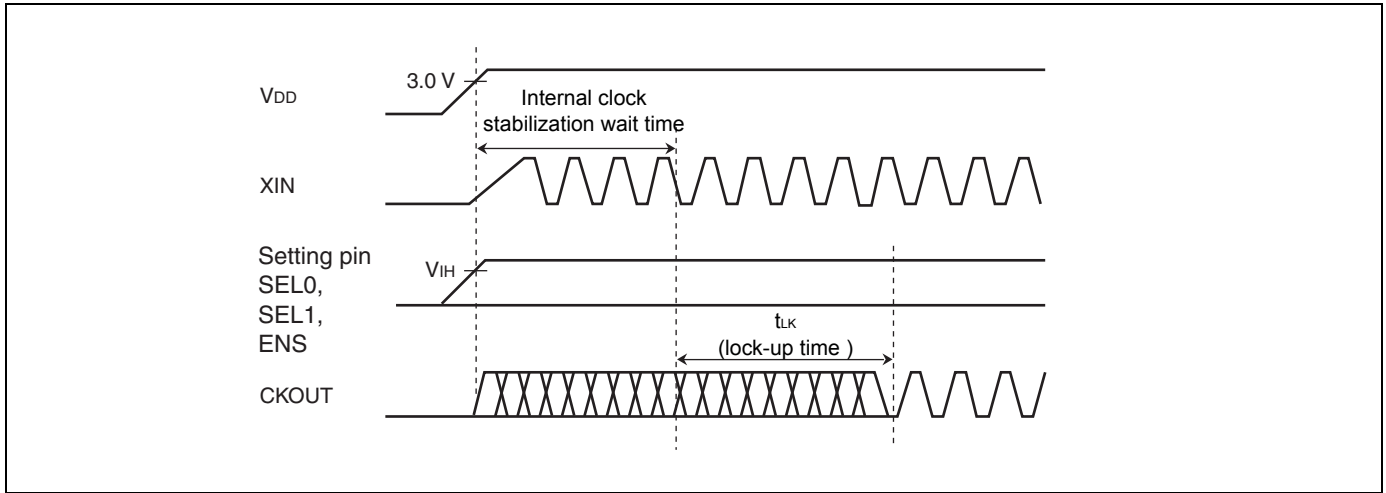 VDD
3.0 V
Internal clock
stabilization wait time
XIN
Setting pin
SEL0,
SEL1,
ENS
VIH
tLK
(lock-up time )
CKOUT